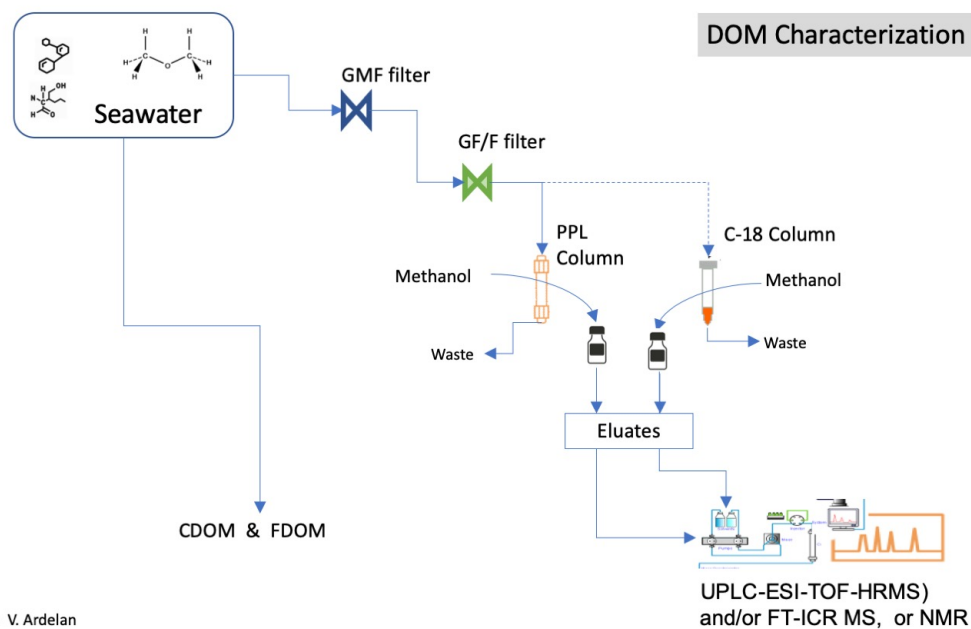 DOM Characterization
H
H
C
C
H
H
O
H
H
OH
H
N
C
H
O
Seawater
GMF filter
GF/F filter
PPL
Column
C-18 Column
Methanol
Methanol
Waste
Waste
Eluates
CDOM & FDOM
UPLC-ESI-TOF-HRMS)
and/or FT-ICR MS, or NMR
V. Ardelan